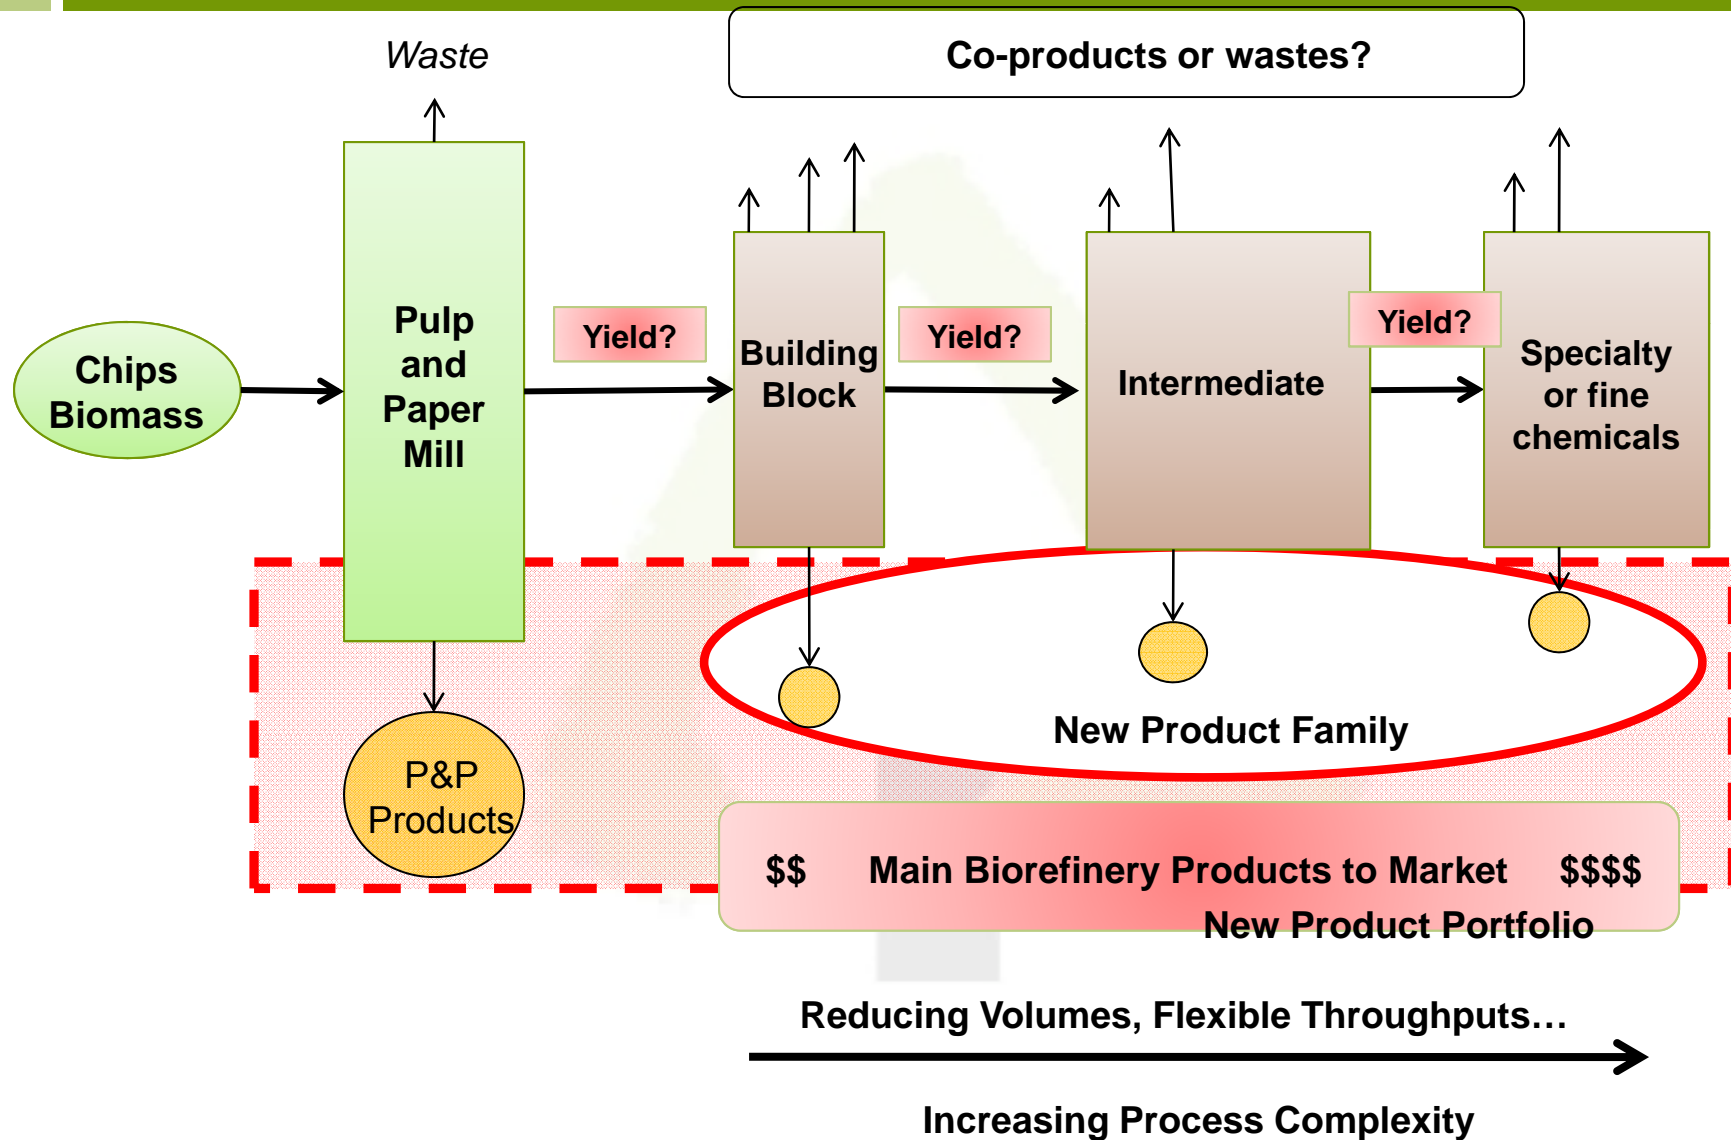 Waste
Co-products or wastes?
Chips
Biomass
Pulp
and
Paper
Mill
Yield?
Building
Block
Yield?
Intermediate
Yield?
Specialty
or fine
chemicals
P&P
Products
New Product Family
$$ Main Biorefinery Products to Market $$$$
New Product Portfolio
Reducing Volumes, Flexible Throughputs…
Increasing Process Complexity